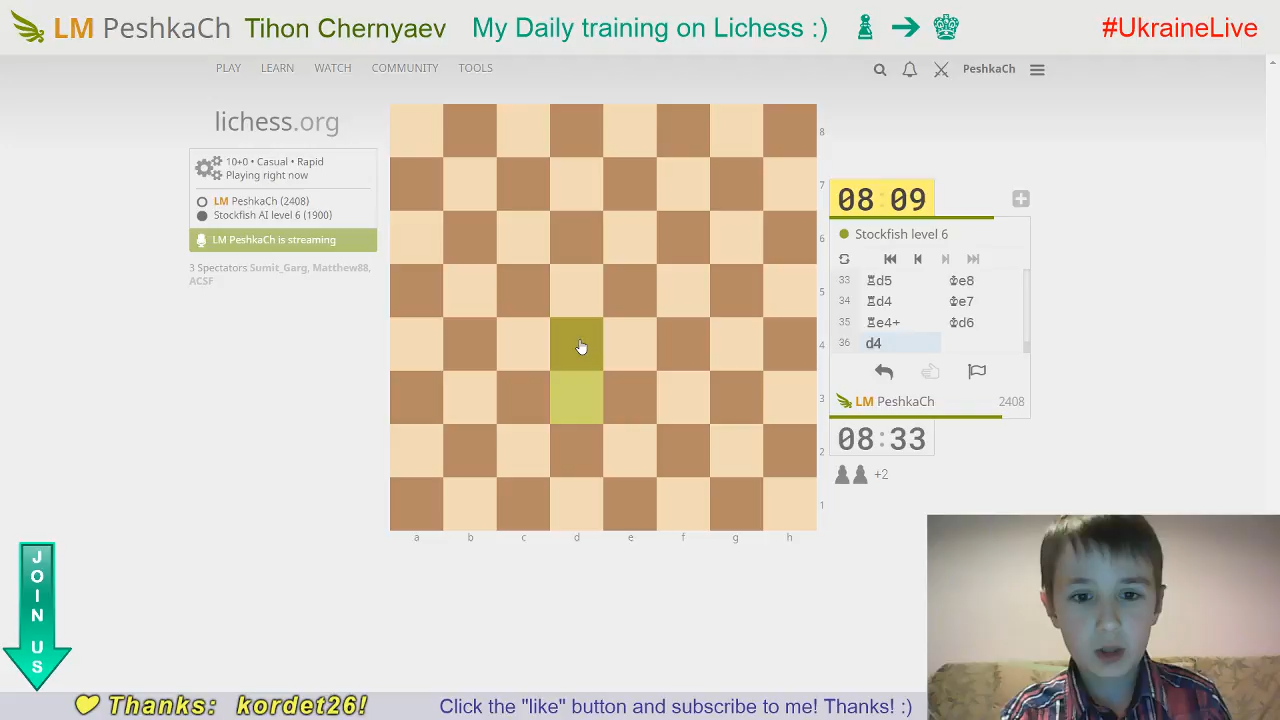 LM PeshkaCh Tihon Chernyaev My Daily training on Lichess :) #UkraineLive
PLAY LEARN WATCH COMMUNITY TOOLS PeshkaCh
lichess.org
10+0 • Casual • Rapid
Playing right now
LM PeshkaCh (2408)
Stockfish AI level 6 (1900)
LM PeshkaCh is streaming
3 Spectators Sumit_Garg, Matthew88,
ACSF
8
7
6
5
4
3
2
1
a b c d e f g h
08:09
Stockfish level 6
33 ♖d5 ♔e8
34 ♖d4 ♔e7
35 ♖e4+ ♔d6
36 d4
LM PeshkaCh 2408
08:33
+2
JOIN
US
Thanks: kordet26! Click the "like" button and subscribe to me! Thanks! :)